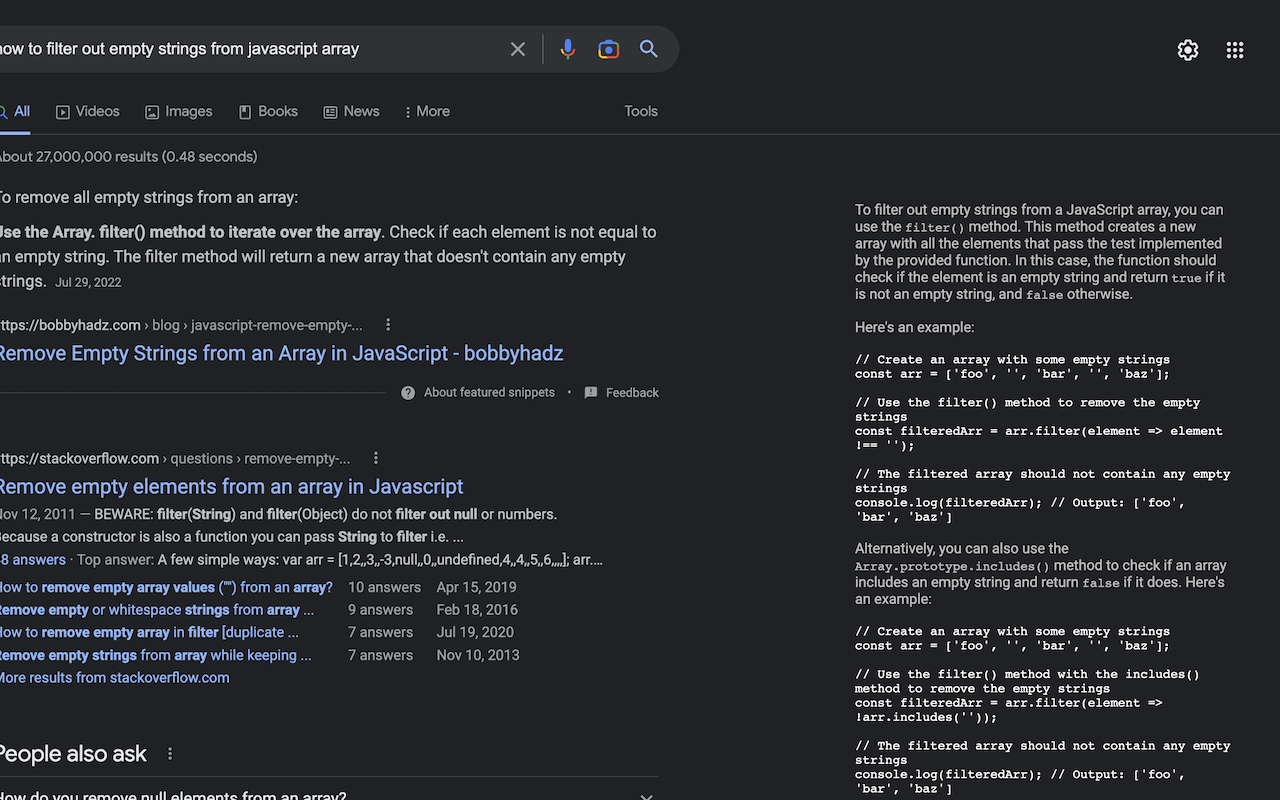 how to filter out empty strings from javascript array
All Videos Images Books News More Tools
About 27,000,000 results (0.48 seconds)
To remove all empty strings from an array:
Use the Array. filter() method to iterate over the array. Check if each element is not equal to
an empty string. The filter method will return a new array that doesn't contain any empty
strings. Jul 29, 2022
https://bobbyhadz.com › blog › javascript-remove-empty-...
Remove Empty Strings from an Array in JavaScript - bobbyhadz
About featured snippets • Feedback
https://stackoverflow.com › questions › remove-empty-...
Remove empty elements from an array in Javascript
Nov 12, 2011 — BEWARE: filter(String) and filter(Object) do not filter out null or numbers.
Because a constructor is also a function you can pass String to filter i.e. ...
48 answers · Top answer: A few simple ways: var arr = [1,2,,3,,-3,null,,0,,undefined,4,,4,,5,,6,,,,]; arr....
How to remove empty array values ("") from an array? 10 answers Apr 15, 2019
Remove empty or whitespace strings from array ... 9 answers Feb 18, 2016
How to remove empty array in filter [duplicate ... 7 answers Jul 19, 2020
Remove empty strings from array while keeping ... 7 answers Nov 10, 2013
More results from stackoverflow.com
People also ask
How do you remove null elements from an array?
To filter out empty strings from a JavaScript array, you can
use the filter() method. This method creates a new
array with all the elements that pass the test implemented
by the provided function. In this case, the function should
check if the element is an empty string and return true if it
is not an empty string, and false otherwise.
Here's an example:
// Create an array with some empty strings
const arr = ['foo', '', 'bar', '', 'baz'];
// Use the filter() method to remove the empty
strings
const filteredArr = arr.filter(element => element
!== '');
// The filtered array should not contain any empty
strings
console.log(filteredArr); // Output: ['foo',
'bar', 'baz']
Alternatively, you can also use the
Array.prototype.includes() method to check if an array
includes an empty string and return false if it does. Here's
an example:
// Create an array with some empty strings
const arr = ['foo', '', 'bar', '', 'baz'];
// Use the filter() method with the includes()
method to remove the empty strings
const filteredArr = arr.filter(element =>
!arr.includes(''));
// The filtered array should not contain any empty
strings
console.log(filteredArr); // Output: ['foo',
'bar', 'baz']